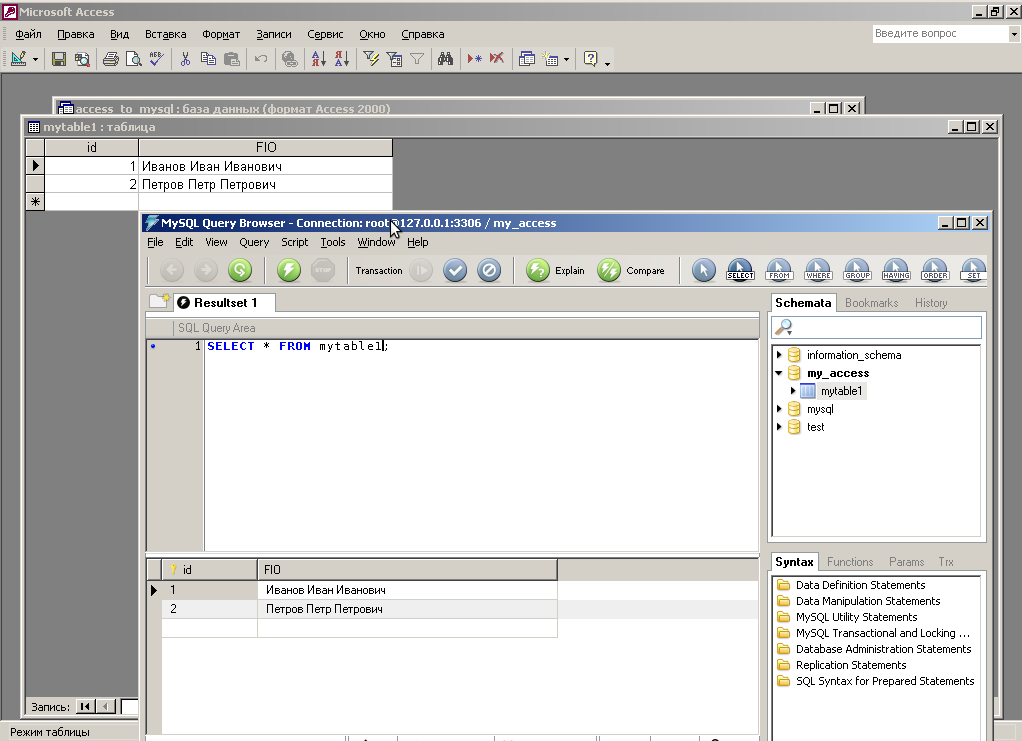 Microsoft Access
Файл Правка Вид Вставка Формат Записи Сервис Окно Справка
Введите вопрос
access_to_mysql : база данных (формат Access 2000)
mytable1 : таблица
id FIO
1 Иванов Иван Иванович
2 Петров Петр Петрович
MySQL Query Browser - Connection: root@127.0.0.1:3306 / my_access
File Edit View Query Script Tools Window Help
STOP Transaction Explain Compare SELECT FROM WHERE GROUP HAVING ORDER SET
Resultset 1
SQL Query Area
1 SELECT * FROM mytable1;
id FIO
1 Иванов Иван Иванович
2 Петров Петр Петрович
Schemata Bookmarks History
information_schema
my_access
mytable1
mysql
test
Syntax Functions Params Trx
Data Definition Statements
Data Manipulation Statements
MySQL Utility Statements
MySQL Transactional and Locking ...
Database Administration Statements
Replication Statements
SQL Syntax for Prepared Statements
Запись:
Режим таблицы